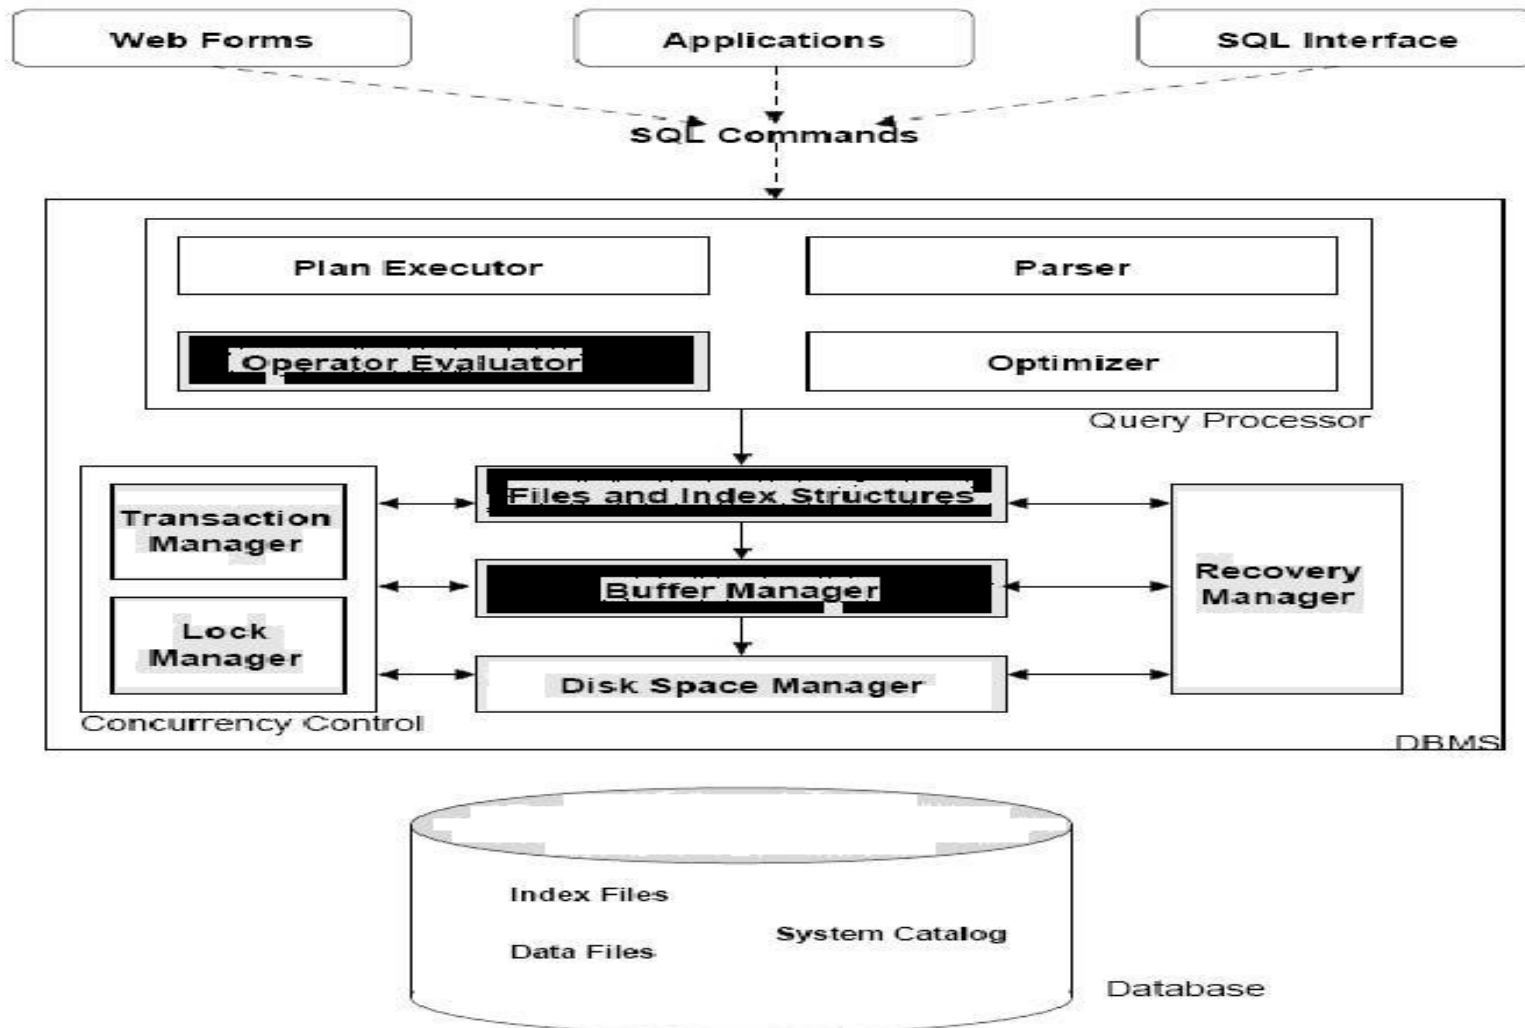 Web Forms
Applications
SQL Interface
SQL Commands
Plan Executor
Parser
Operator Evaluator
Optimizer
Query Processor
Files and Index Structures
Transaction
Manager
Buffer Manager
Recovery
Manager
Lock
Manager
Disk Space Manager
Concurrency Control
DBMS
Index Files
System Catalog
Data Files
Database